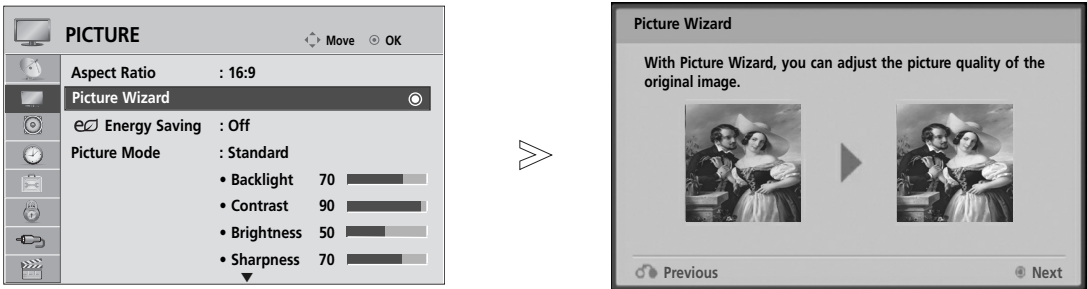 PICTURE
Move OK
Aspect Ratio : 16:9
Picture Wizard
Energy Saving : Off
Picture Mode : Standard
• Backlight 70
• Contrast 90
• Brightness 50
• Sharpness 70
Picture Wizard
With Picture Wizard, you can adjust the picture quality of the
original image.
Previous
Next